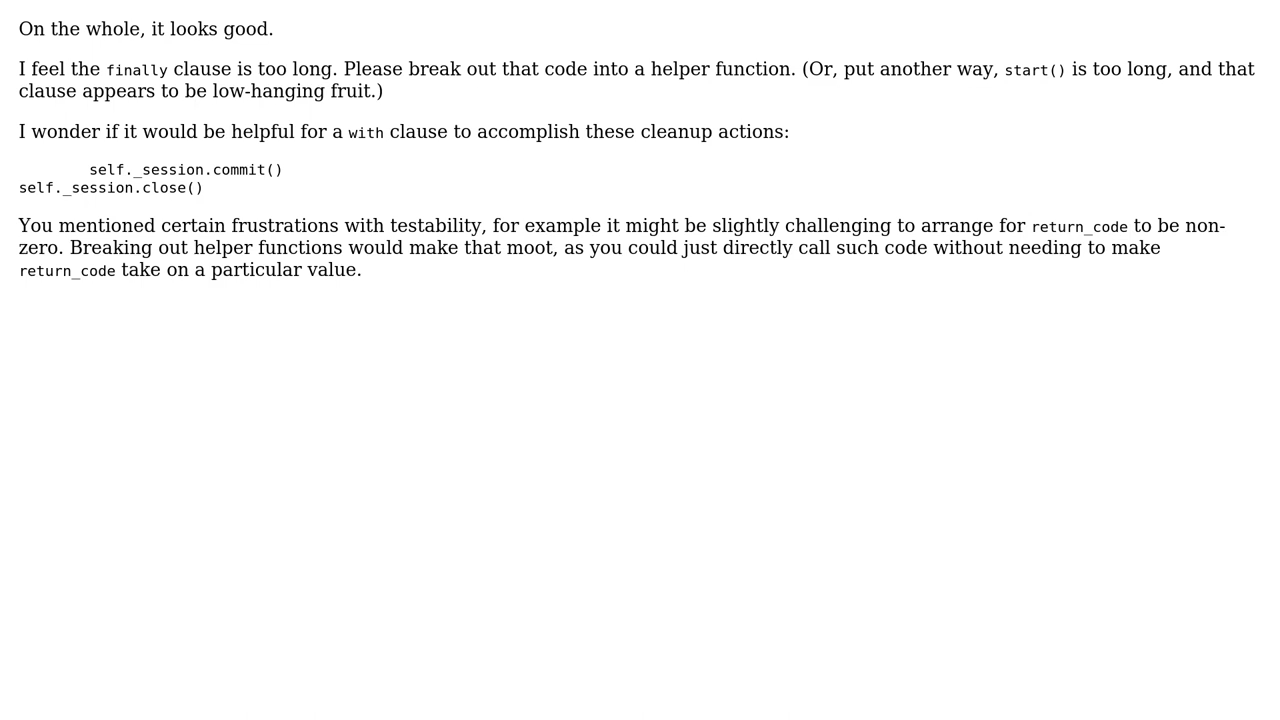 On the whole, it looks good.
I feel the finally clause is too long. Please break out that code into a helper function. (Or, put another way, start() is too long, and that
clause appears to be low-hanging fruit.)
I wonder if it would be helpful for a with clause to accomplish these cleanup actions:
        self._session.commit()
self._session.close()
You mentioned certain frustrations with testability, for example it might be slightly challenging to arrange for return_code to be non-
zero. Breaking out helper functions would make that moot, as you could just directly call such code without needing to make
return_code take on a particular value.